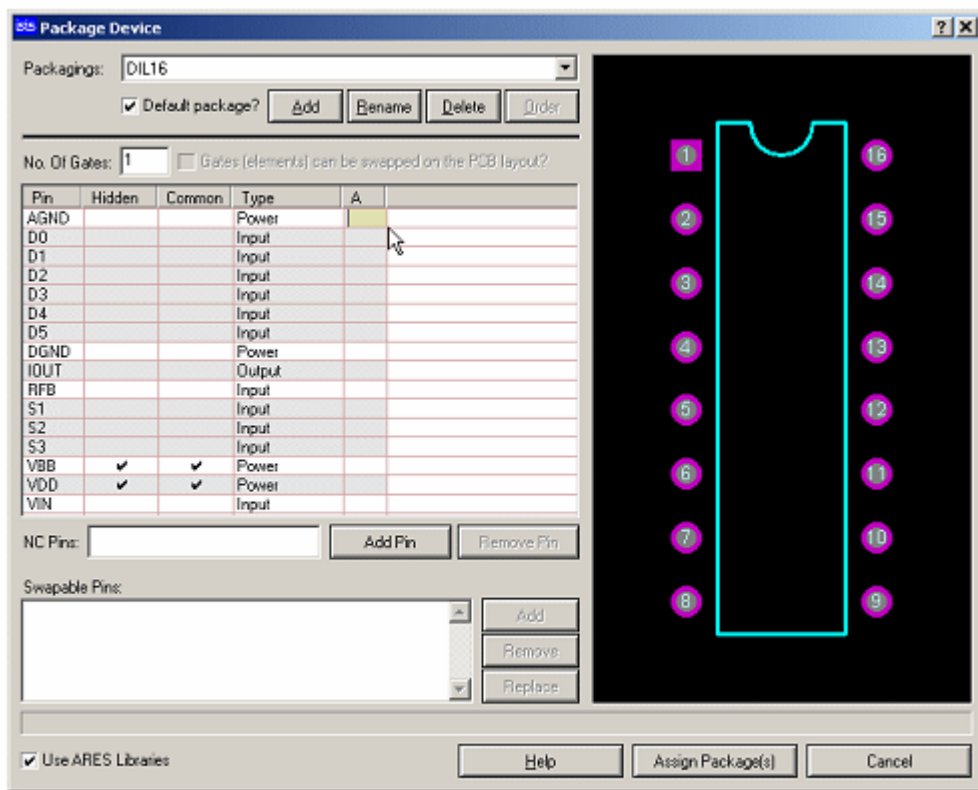 ISIS Package Device
Packagings: DIL16
Default package? Add Rename Delete Order
No. Of Gates: 1 Gates (elements) can be swapped on the PCB layout?
Pin Hidden Common Type A
AGND Power
D0 Input
D1 Input
D2 Input
D3 Input
D4 Input
D5 Input
DGND Power
IOUT Output
RFB Input
S1 Input
S2 Input
S3 Input
VBB ✔ ✔ Power
VDD ✔ ✔ Power
VIN Input
NC Pins: Add Pin Remove Pin
Swapable Pins:
Add
Remove
Replace
Use ARES Libraries
Help Assign Package(s) Cancel
1 16
2 15
3 14
4 13
5 12
6 11
7 10
8 9